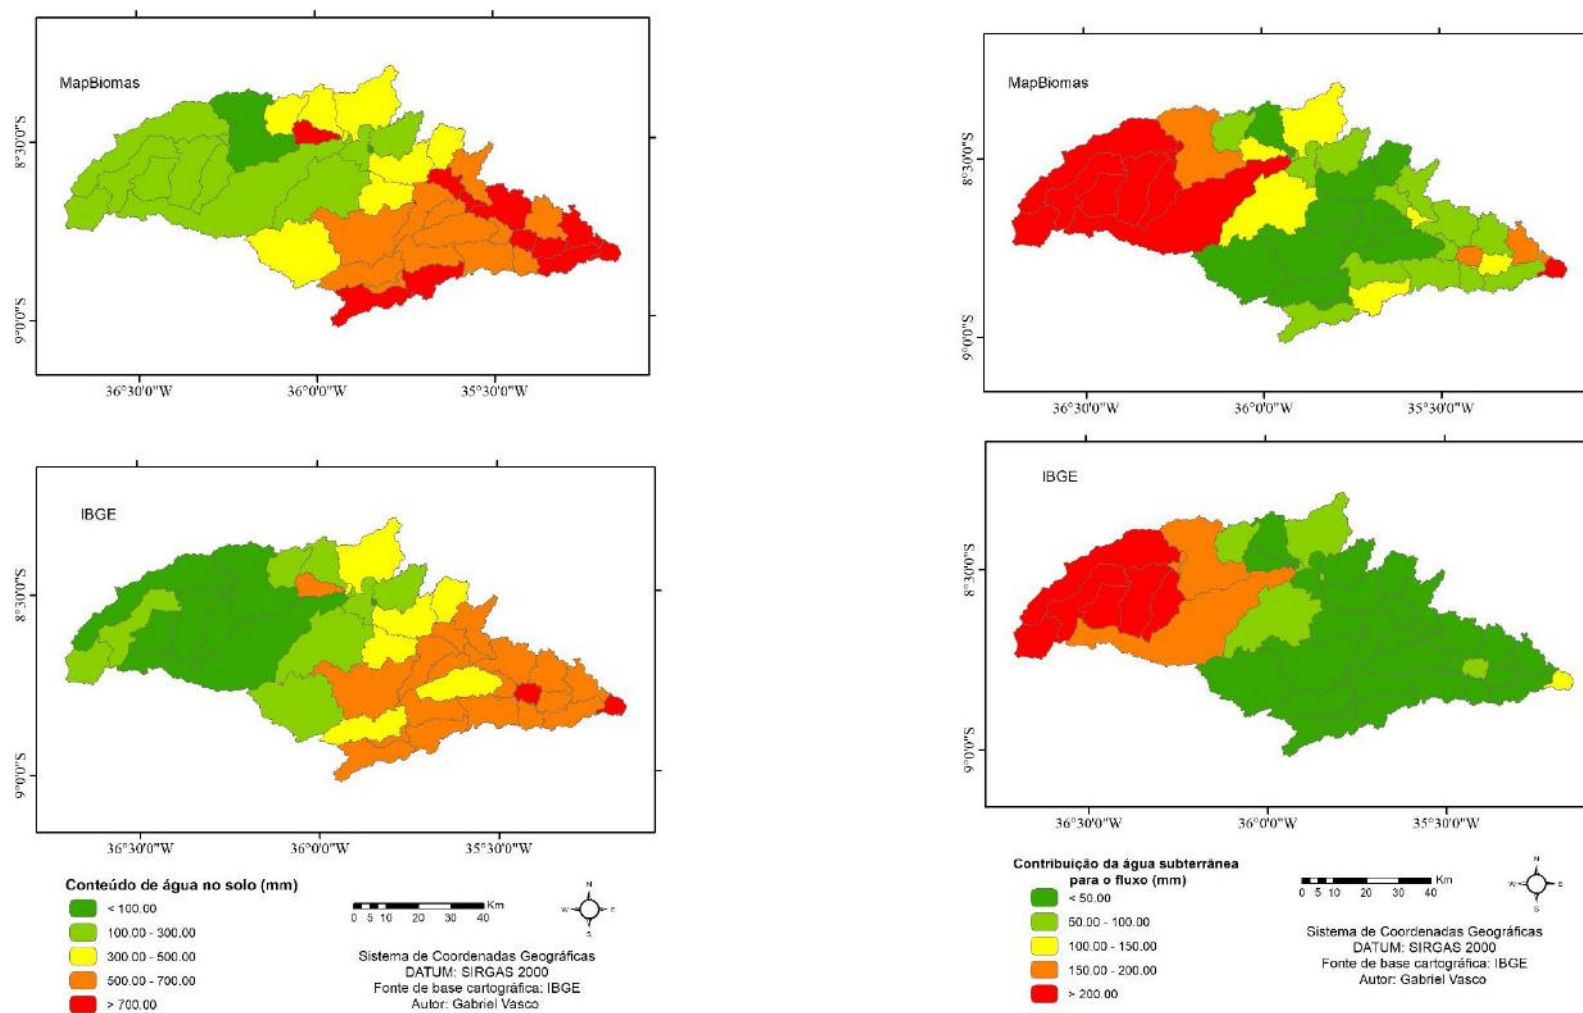 MapBiomas
8°30'0"S
9°0'0"S
36°30'0"W
36°0'0"W
35°30'0"W
IBGE
8°30'0"S
9°0'0"S
36°30'0"W
36°0'0"W
35°30'0"W
Conteúdo de água no solo (mm)
< 100.00
100.00 - 300.00
300.00 - 500.00
500.00 - 700.00
> 700.00
0 5 10 20 30 40 Km
N
W E
S
Sistema de Coordenadas Geográficas
DATUM: SIRGAS 2000
Fonte de base cartográfica: IBGE
Autor: Gabriel Vasco
MapBiomas
8°30'0"S
9°0'0"S
36°30'0"W
36°0'0"W
35°30'0"W
IBGE
8°30'0"S
9°0'0"S
36°30'0"W
36°0'0"W
35°30'0"W
Contribuição da água subterrânea
para o fluxo (mm)
< 50.00
50.00 - 100.00
100.00 - 150.00
150.00 - 200.00
> 200.00
0 5 10 20 30 40 Km
N
W E
S
Sistema de Coordenadas Geográficas
DATUM: SIRGAS 2000
Fonte de base cartográfica: IBGE
Autor: Gabriel Vasco